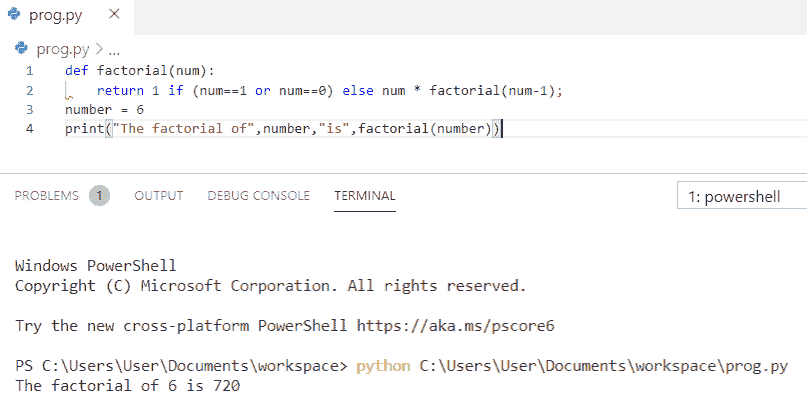 prog.py ×
prog.py > ...
1 def factorial(num):
2 return 1 if (num==1 or num==0) else num * factorial(num-1);
3 number = 6
4 print("The factorial of",number,"is",factorial(number))
PROBLEMS 1 OUTPUT DEBUG CONSOLE TERMINAL 1: powershell
Windows PowerShell
Copyright (C) Microsoft Corporation. All rights reserved.
Try the new cross-platform PowerShell https://aka.ms/pscore6
PS C:\Users\User\Documents\workspace> python C:\Users\User\Documents\workspace\prog.py
The factorial of 6 is 720